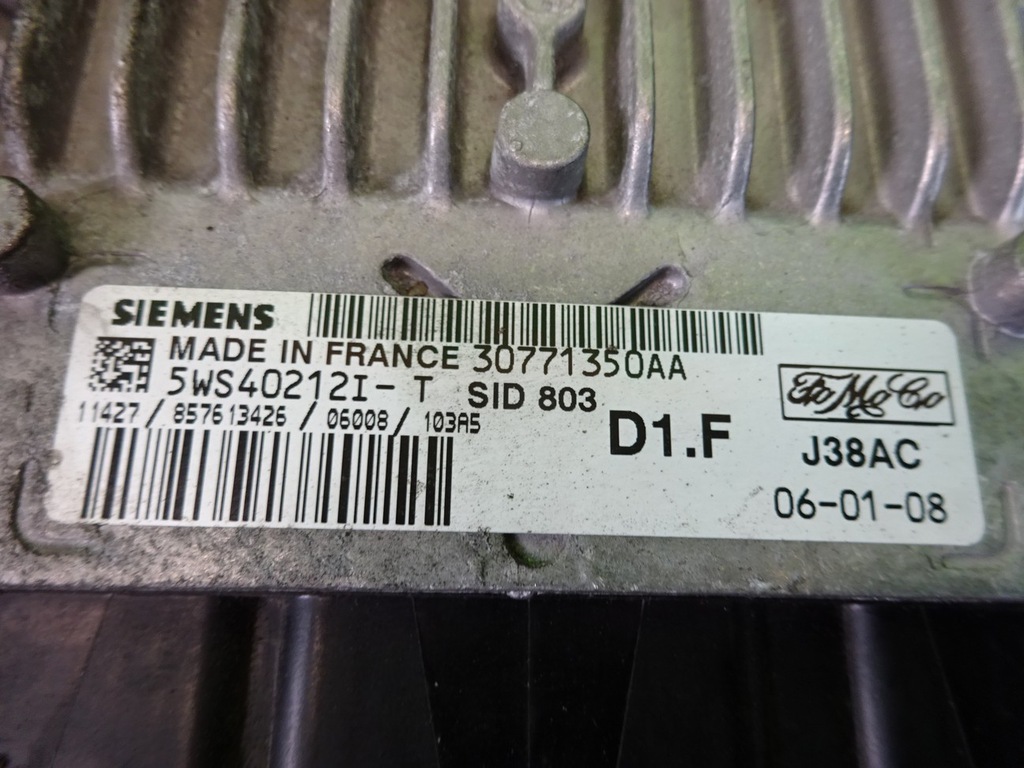 SIEMENS
MADE IN FRANCE 30771350AA
5WS40212I-T SID 803
11427/857613426/06008/103A5
D1.F
FoMoCo
J38AC
06-01-08